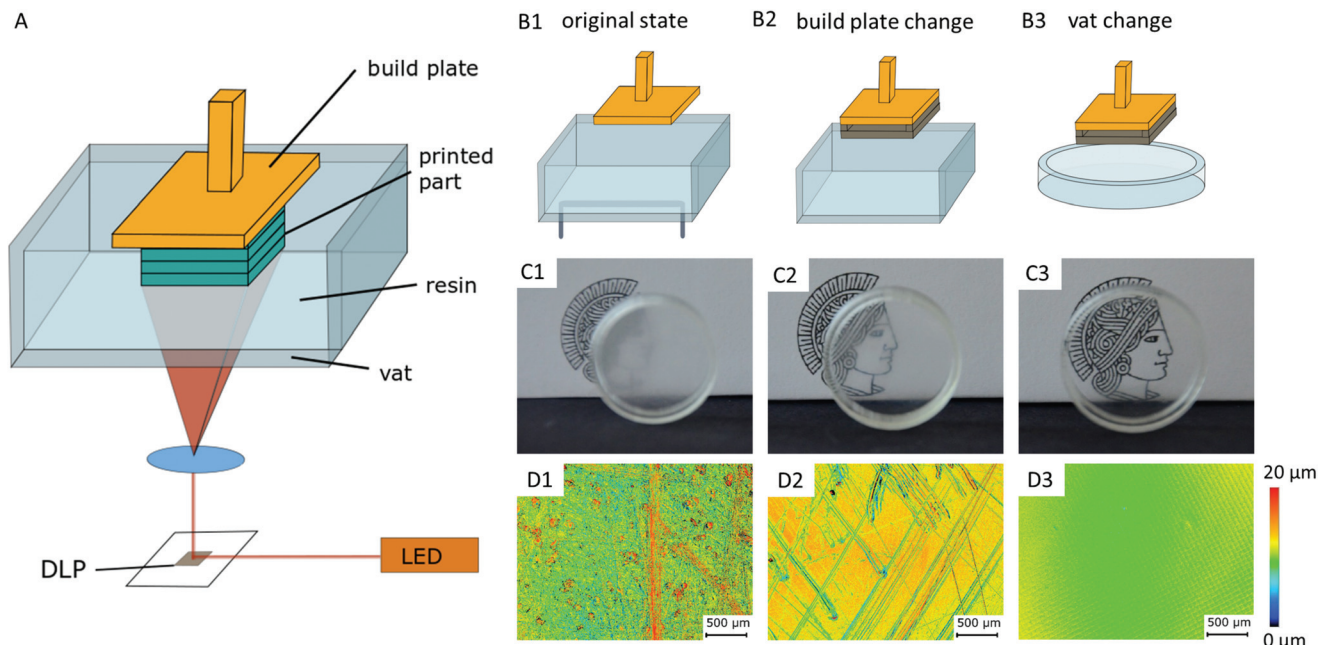 A
build plate
printed
part
resin
vat
DLP
LED
B1 original state
B2 build plate change
B3 vat change
C1
C2
C3
D1
500 µm
D2
500 µm
D3
500 µm
20 µm
0 µm